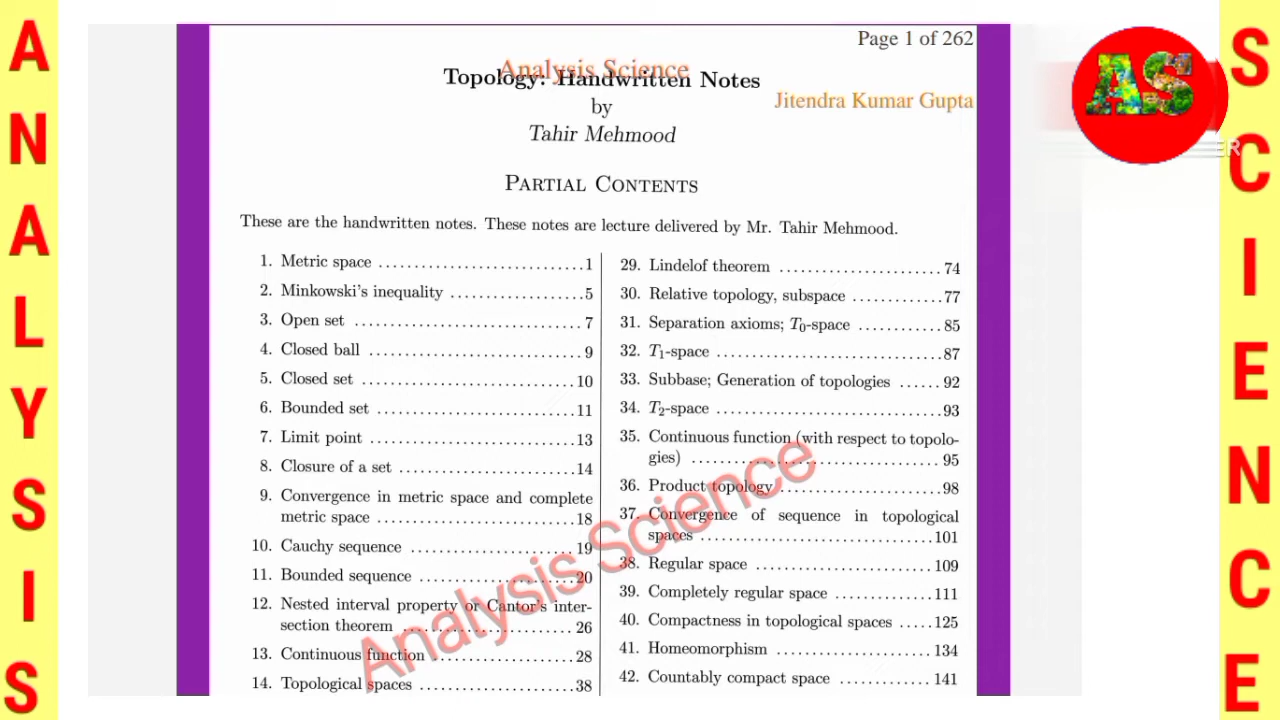 ANALYSIS
Page 1 of 262
Analysis Science
Topology: Handwritten Notes
Jitendra Kumar Gupta
by
Tahir Mehmood
PARTIAL CONTENTS
These are the handwritten notes. These notes are lecture delivered by Mr. Tahir Mehmood.
1. Metric space ........................... 1
2. Minkowski's inequality ................. 5
3. Open set .............................. 7
4. Closed ball ........................... 9
5. Closed set ........................... 10
6. Bounded set .......................... 11
7. Limit point .......................... 13
8. Closure of a set ..................... 14
9. Convergence in metric space and complete
metric space ........................ 18
10. Cauchy sequence ..................... 19
11. Bounded sequence .................... 20
12. Nested interval property or Cantor's inter-
section theorem ..................... 26
13. Continuous function ................. 28
14. Topological spaces .................. 38
29. Lindelof theorem .................... 74
30. Relative topology, subspace ......... 77
31. Separation axioms; T0-space ......... 85
32. T1-space ............................ 87
33. Subbase; Generation of topologies ...... 92
34. T2-space ............................ 93
35. Continuous function (with respect to topolo-
gies) ............................... 95
36. Product topology .................... 98
37. Convergence of sequence in topological
spaces ............................. 101
38. Regular space ...................... 109
39. Completely regular space ........... 111
40. Compactness in topological spaces ..... 125
41. Homeomorphism ...................... 134
42. Countably compact space ............ 141
Analysis Science
AS
ER
SCIENCE